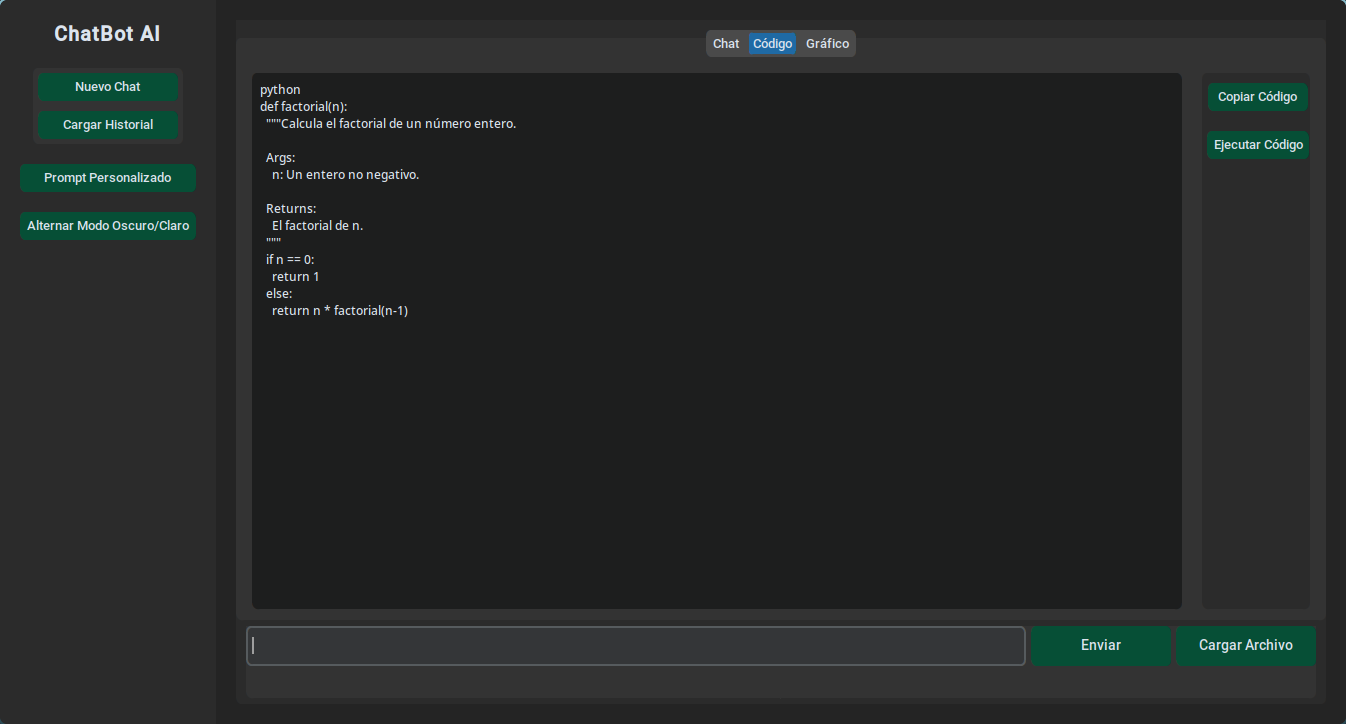 ChatBot AI
Nuevo Chat
Cargar Historial
Prompt Personalizado
Alternar Modo Oscuro/Claro
Chat Código Gráfico
python
def factorial(n):
  """Calcula el factorial de un número entero.
  Args:
    n: Un entero no negativo.
  Returns:
    El factorial de n.
  """
  if n == 0:
    return 1
  else:
    return n * factorial(n-1)
Copiar Código
Ejecutar Código
Enviar
Cargar Archivo